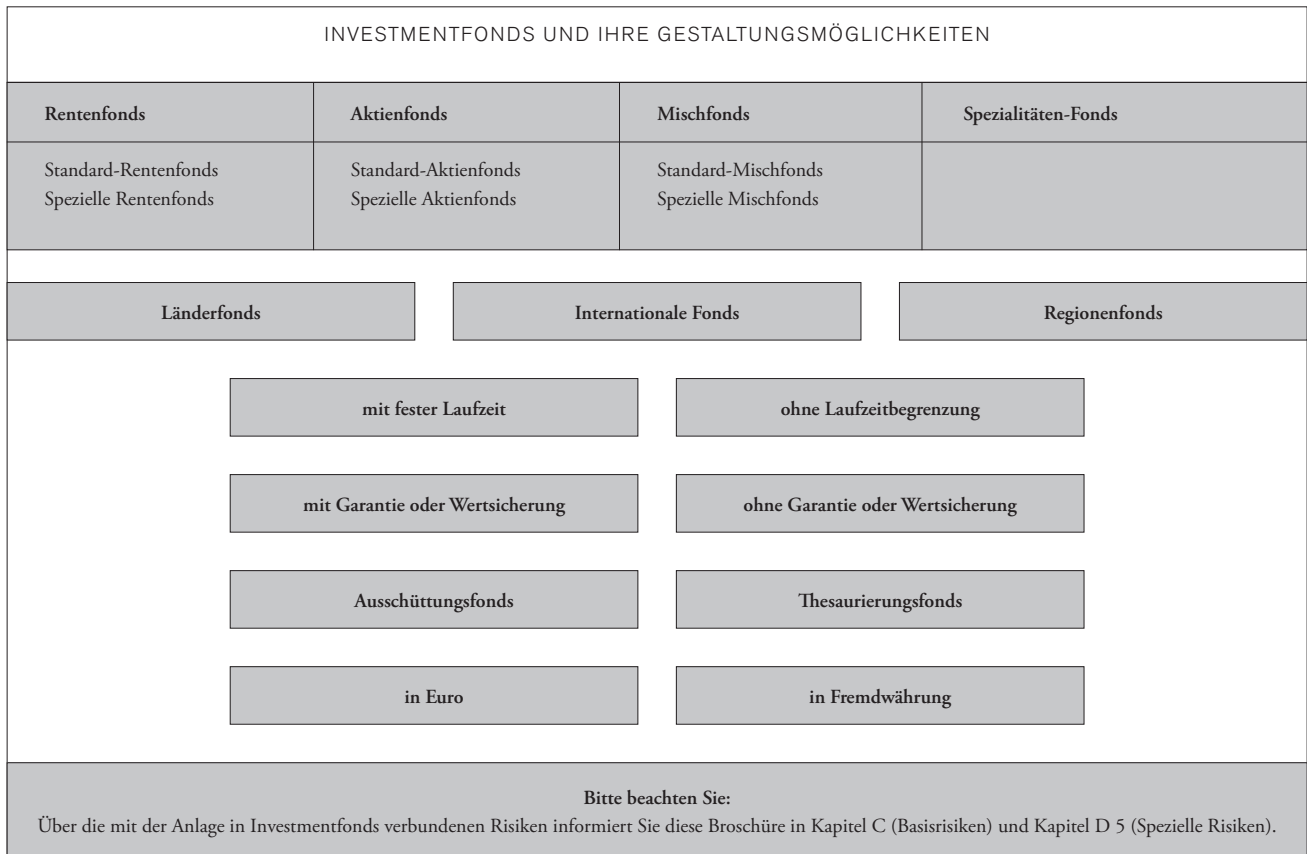 INVESTMENTFONDS UND IHRE GESTALTUNGSMÖGLICHKEITEN
Rentenfonds
Aktienfonds
Mischfonds
Spezialitäten-Fonds
Standard-Rentenfonds
Spezielle Rentenfonds
Standard-Aktienfonds
Spezielle Aktienfonds
Standard-Mischfonds
Spezielle Mischfonds
Länderfonds
Internationale Fonds
Regionenfonds
mit fester Laufzeit
ohne Laufzeitbegrenzung
mit Garantie oder Wertsicherung
ohne Garantie oder Wertsicherung
Ausschüttungsfonds
Thesaurierungsfonds
in Euro
in Fremdwährung
Bitte beachten Sie:
Über die mit der Anlage in Investmentfonds verbundenen Risiken informiert Sie diese Broschüre in Kapitel C (Basisrisiken) und Kapitel D 5 (Spezielle Risiken).